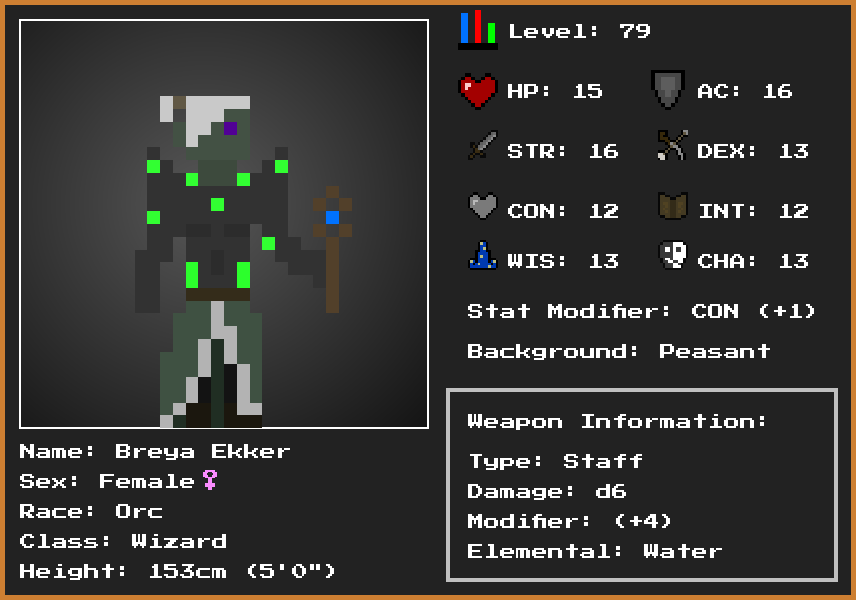 Level: 79
HP: 15
AC: 16
STR: 16
DEX: 13
CON: 12
INT: 12
WIS: 13
CHA: 13
Stat Modifier: CON (+1)
Background: Peasant
Weapon Information:
Type: Staff
Damage: d6
Modifier: (+4)
Elemental: Water
Name: Breya Ekker
Sex: Female♀
Race: Orc
Class: Wizard
Height: 153cm (5'0")